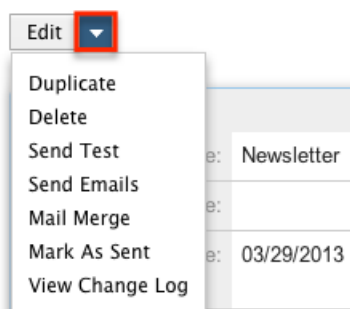 Edit
Duplicate
Delete
Send Test
e: Newsletter
Send Emails
e:
Mail Merge
Mark As Sent
e: 03/29/2013
View Change Log